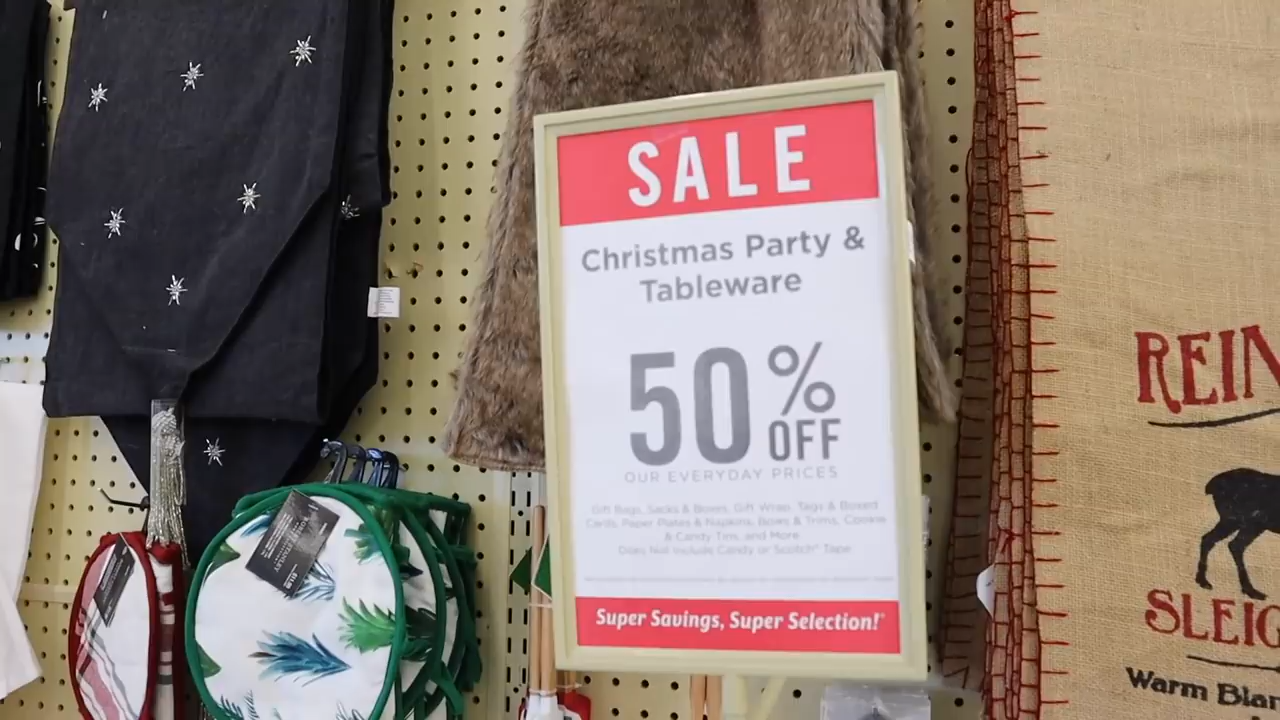 SALE
Christmas Party &
Tableware
50% OFF
OUR EVERYDAY PRICES
Gift Bags, Sacks & Boxes, Gift Wrap, Tags & Boxed
Cards, Paper Plates & Napkins, Bows & Trims, Cookie
& Candy Tins, and More
Does Not Include Candy or Scotch® Tape
Super Savings, Super Selection!®
REIN
SLEIG
Warm Blan